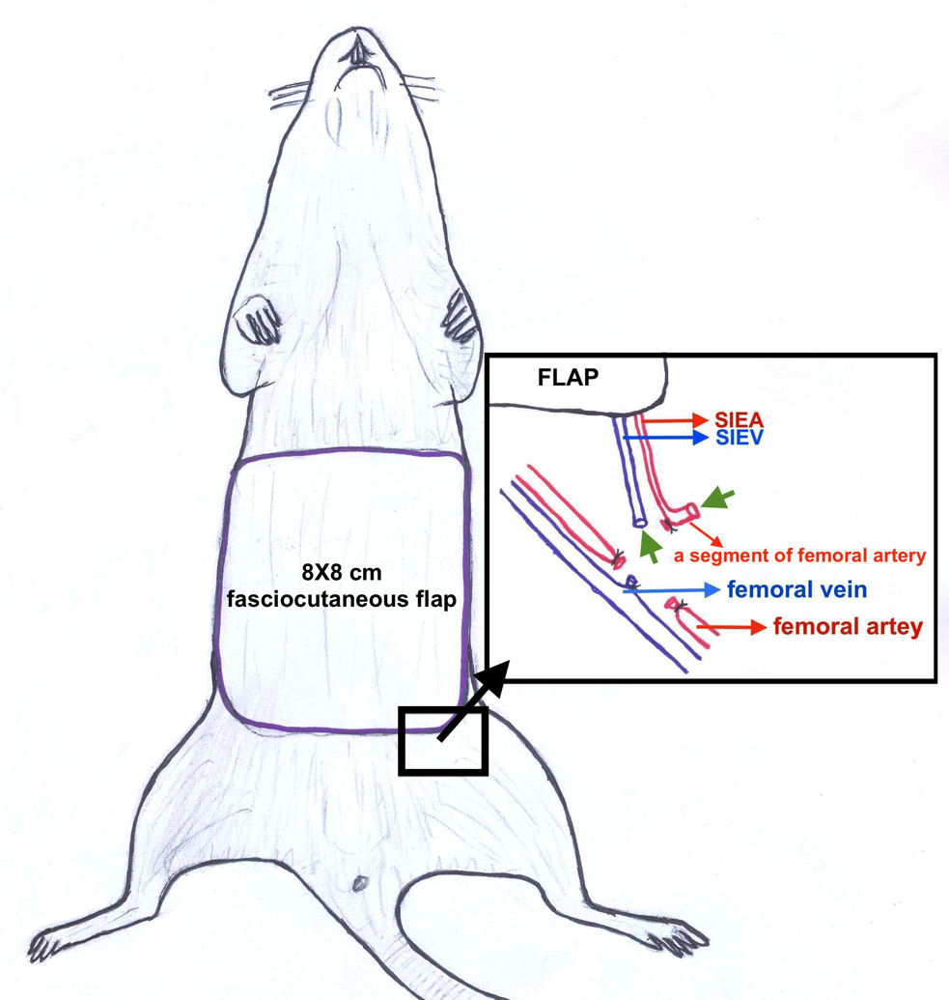 FLAP
SIEA
SIEV
a segment of femoral artery
femoral vein
femoral artey
8X8 cm
fasciocutaneous flap